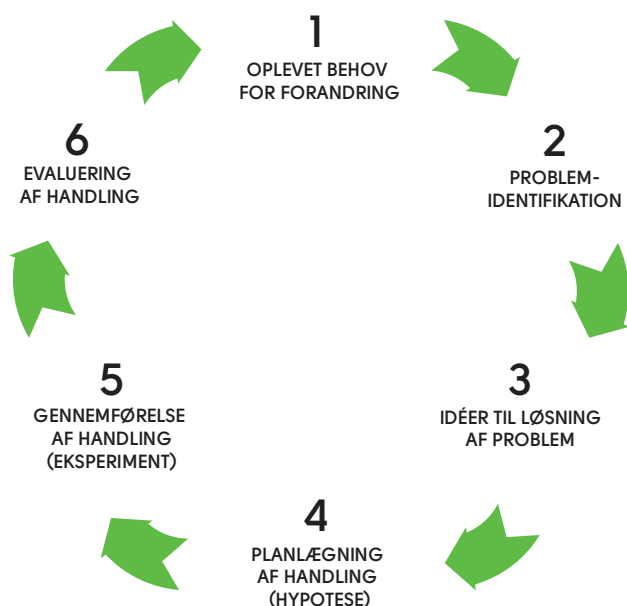 1
OPLEVET BEHOV
FOR FORANDRING
2
PROBLEM-
IDENTIFIKATION
3
IDÉER TIL LØSNING
AF PROBLEM
4
PLANLÆGNING
AF HANDLING
(HYPOTESE)
5
GENNEMFØRELSE
AF HANDLING
(EKSPERIMENT)
6
EVALUERING
AF HANDLING